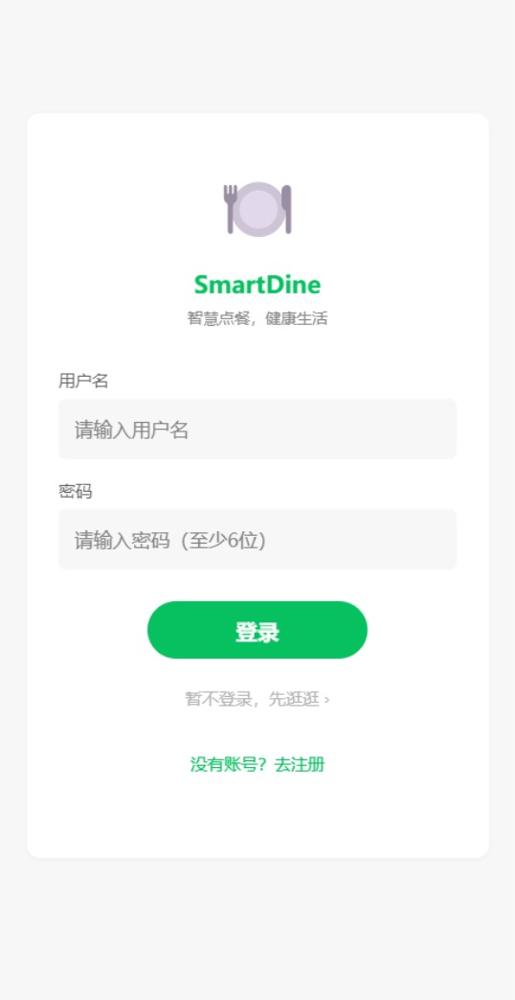 SmartDine
智慧点餐，健康生活
用户名
请输入用户名
密码
请输入密码（至少6位）
登录
暂不登录，先逛逛 ›
没有账号？去注册